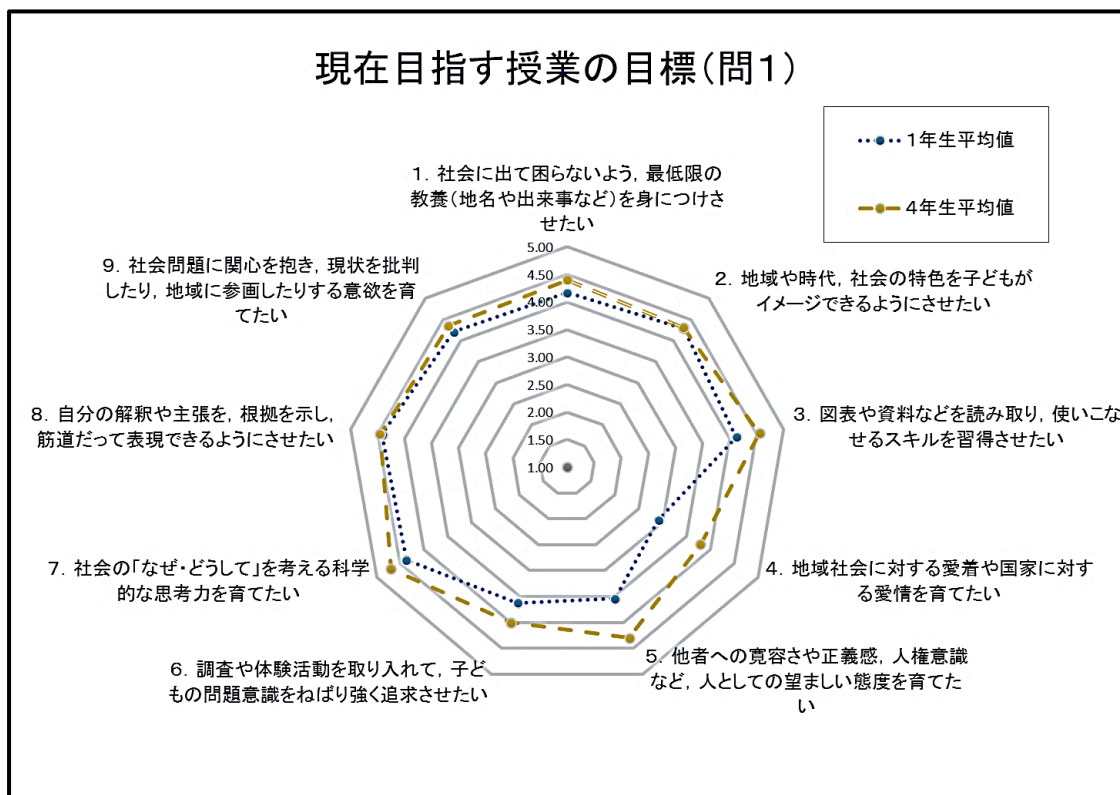 現在目指す授業の目標(問1)
1年生平均値
4年生平均値
1. 社会に出て困らないよう, 最低限の
教養(地名や出来事など)を身につけさ
せたい
2. 地域や時代, 社会の特色を子どもが
イメージできるようにさせたい
3. 図表や資料などを読み取り, 使いこな
せるスキルを習得させたい
4. 地域社会に対する愛着や国家に対す
る愛情を育てたい
5. 他者への寛容さや正義感, 人権意識
など, 人としての望ましい態度を育てた
い
6. 調査や体験活動を取り入れて, 子ど
もの問題意識をねばり強く追求させたい
7. 社会の「なぜ・どうして」を考える科学
的な思考力を育てたい
8. 自分の解釈や主張を, 根拠を示し,
筋道だって表現できるようにさせたい
9. 社会問題に関心を抱き, 現状を批判
したり, 地域に参画したりする意欲を育
てたい
5.00
4.50
4.00
3.50
3.00
2.50
2.00
1.50
1.00